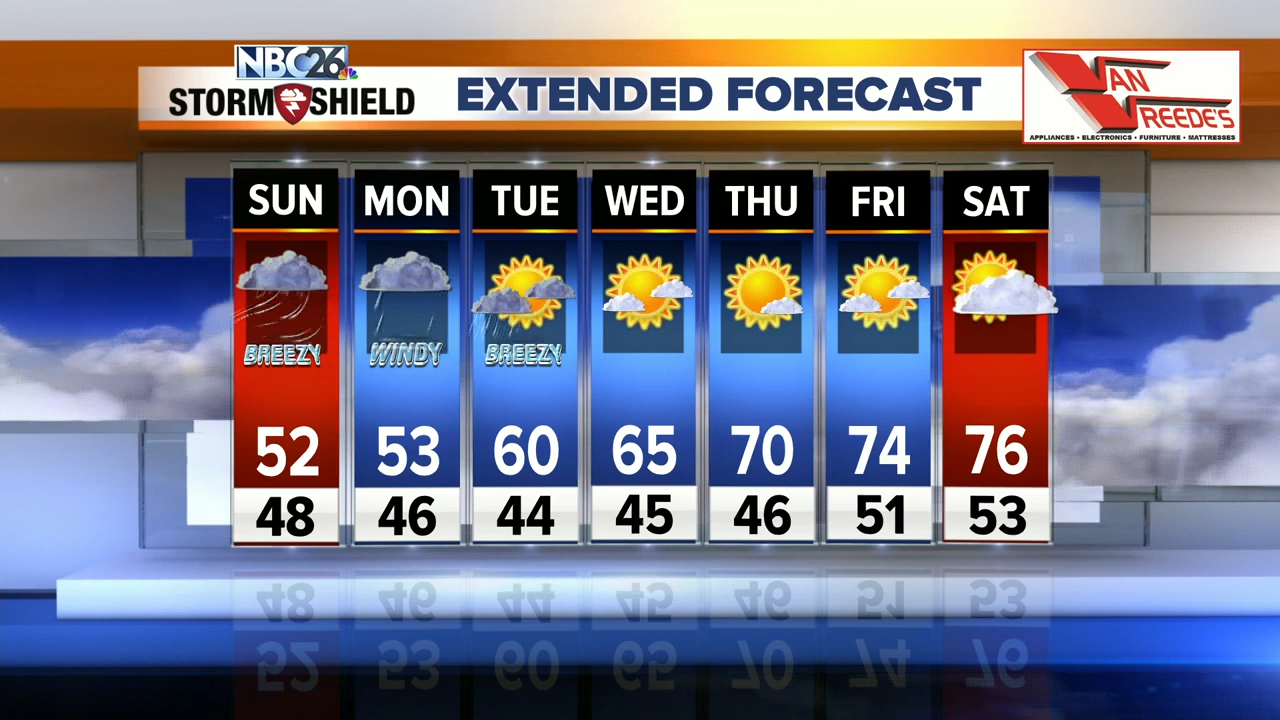 NBC26
STORM SHIELD
EXTENDED FORECAST
VAN
VREEDE'S
APPLIANCES • ELECTRONICS • FURNITURE • MATTRESSES
SUN MON TUE WED THU FRI SAT
BREEZY WINDY BREEZY
52 53 60 65 70 74 76
48 46 44 45 46 51 53